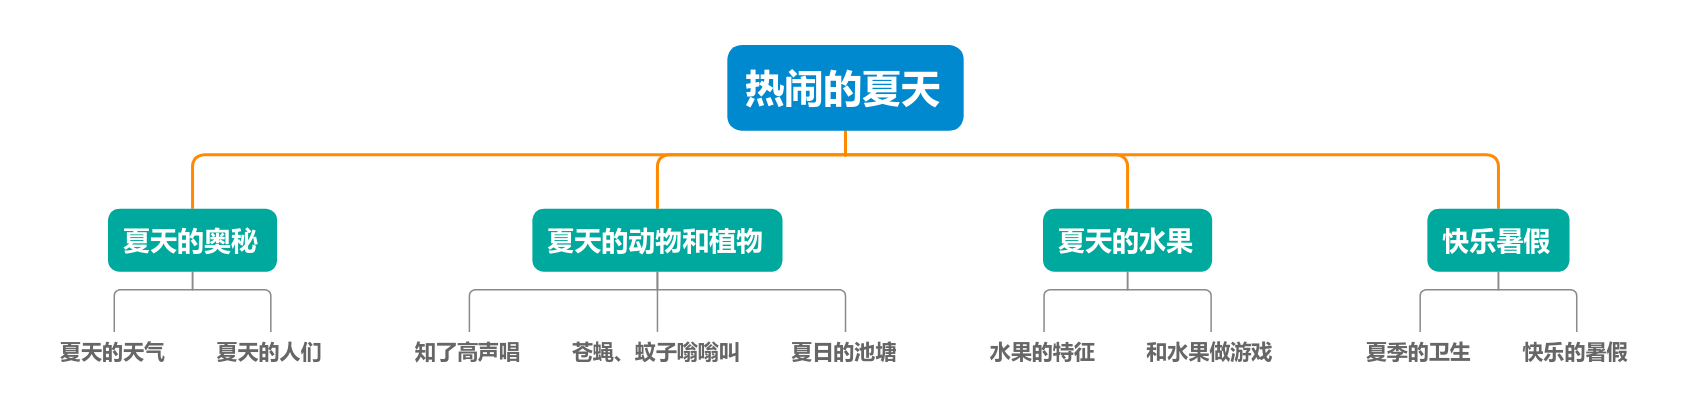 热闹的夏天
夏天的奥秘
夏天的动物和植物
夏天的水果
快乐暑假
夏天的天气
夏天的人们
知了高声唱
苍蝇、蚊子嗡嗡叫
夏日的池塘
水果的特征
和水果做游戏
夏季的卫生
快乐的暑假